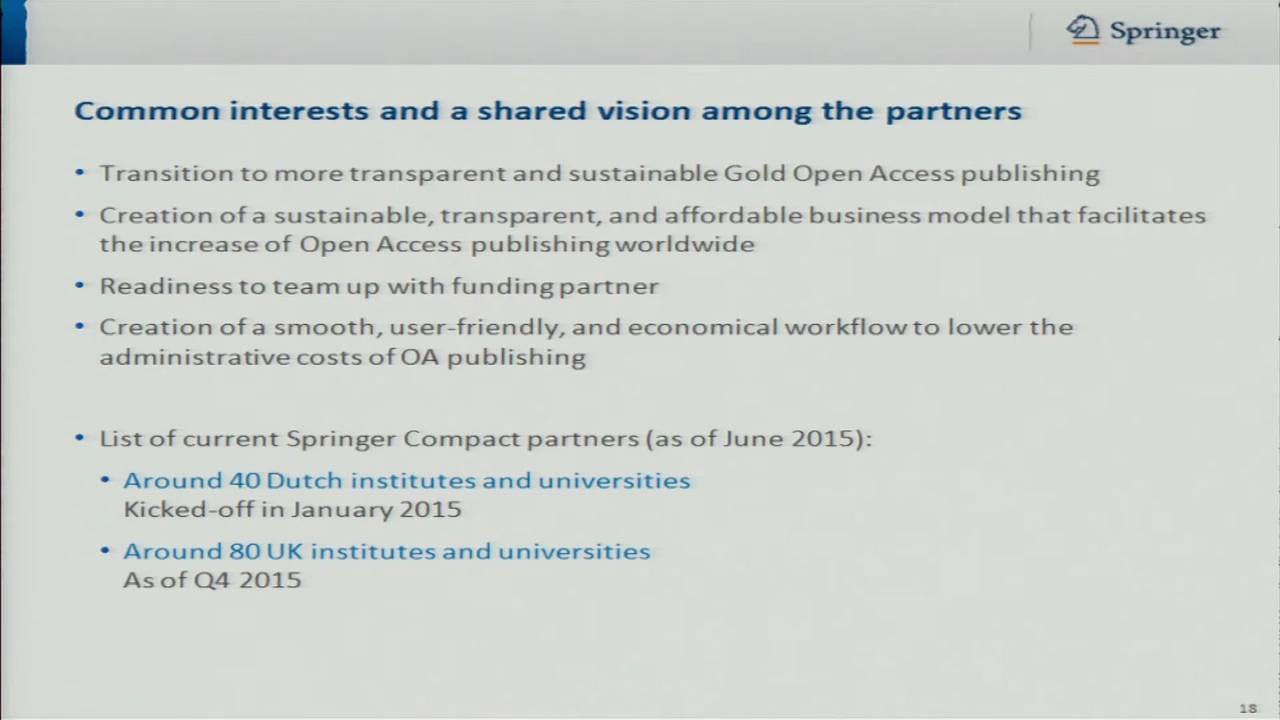 Springer
Common interests and a shared vision among the partners
• Transition to more transparent and sustainable Gold Open Access publishing
• Creation of a sustainable, transparent, and affordable business model that facilitates
the increase of Open Access publishing worldwide
• Readiness to team up with funding partner
• Creation of a smooth, user-friendly, and economical workflow to lower the
administrative costs of OA publishing
• List of current Springer Compact partners (as of June 2015):
• Around 40 Dutch institutes and universities
Kicked-off in January 2015
• Around 80 UK institutes and universities
As of Q4 2015
18